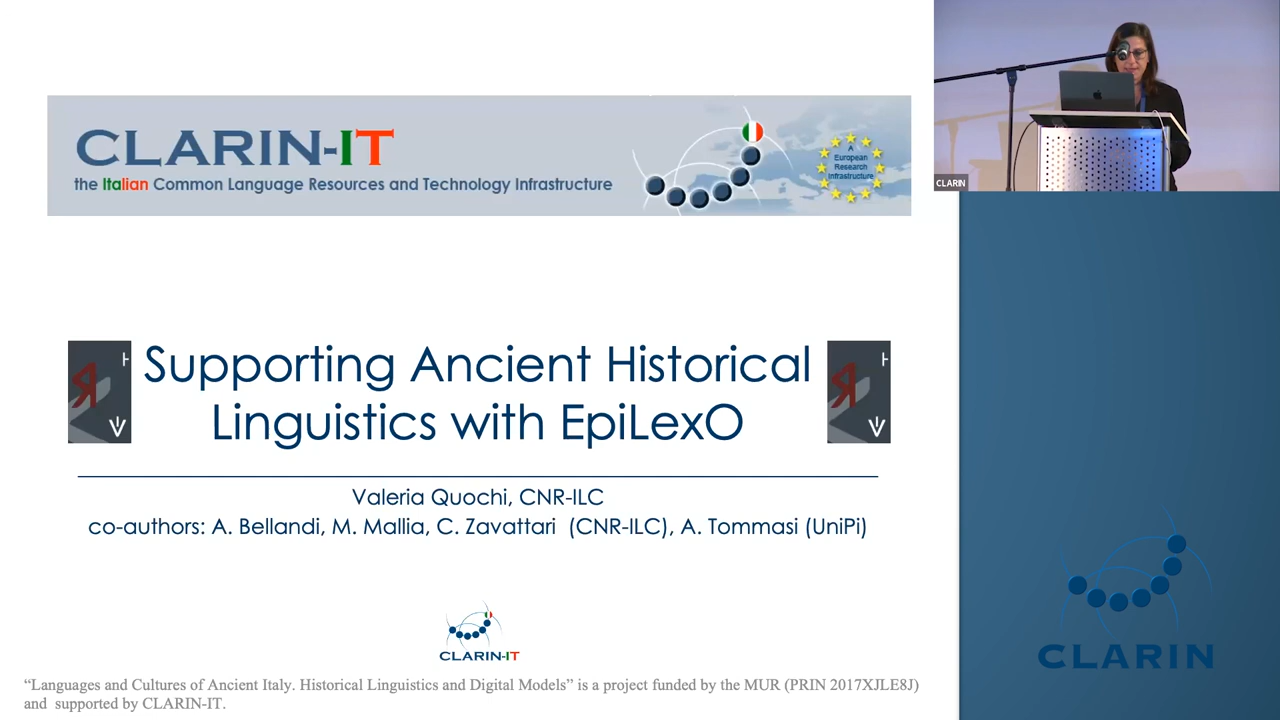 CLARIN-IT
the Italian Common Language Resources and Technology Infrastructure
A
European
Research
Infrastructure
CLARIN
Supporting Ancient Historical
Linguistics with EpiLexO
Valeria Quochi, CNR-ILC
co-authors: A. Bellandi, M. Mallia, C. Zavattari (CNR-ILC), A. Tommasi (UniPi)
CLARIN-IT
CLARIN
“Languages and Cultures of Ancient Italy. Historical Linguistics and Digital Models” is a project funded by the MUR (PRIN 2017XJLE8J)
and supported by CLARIN-IT.